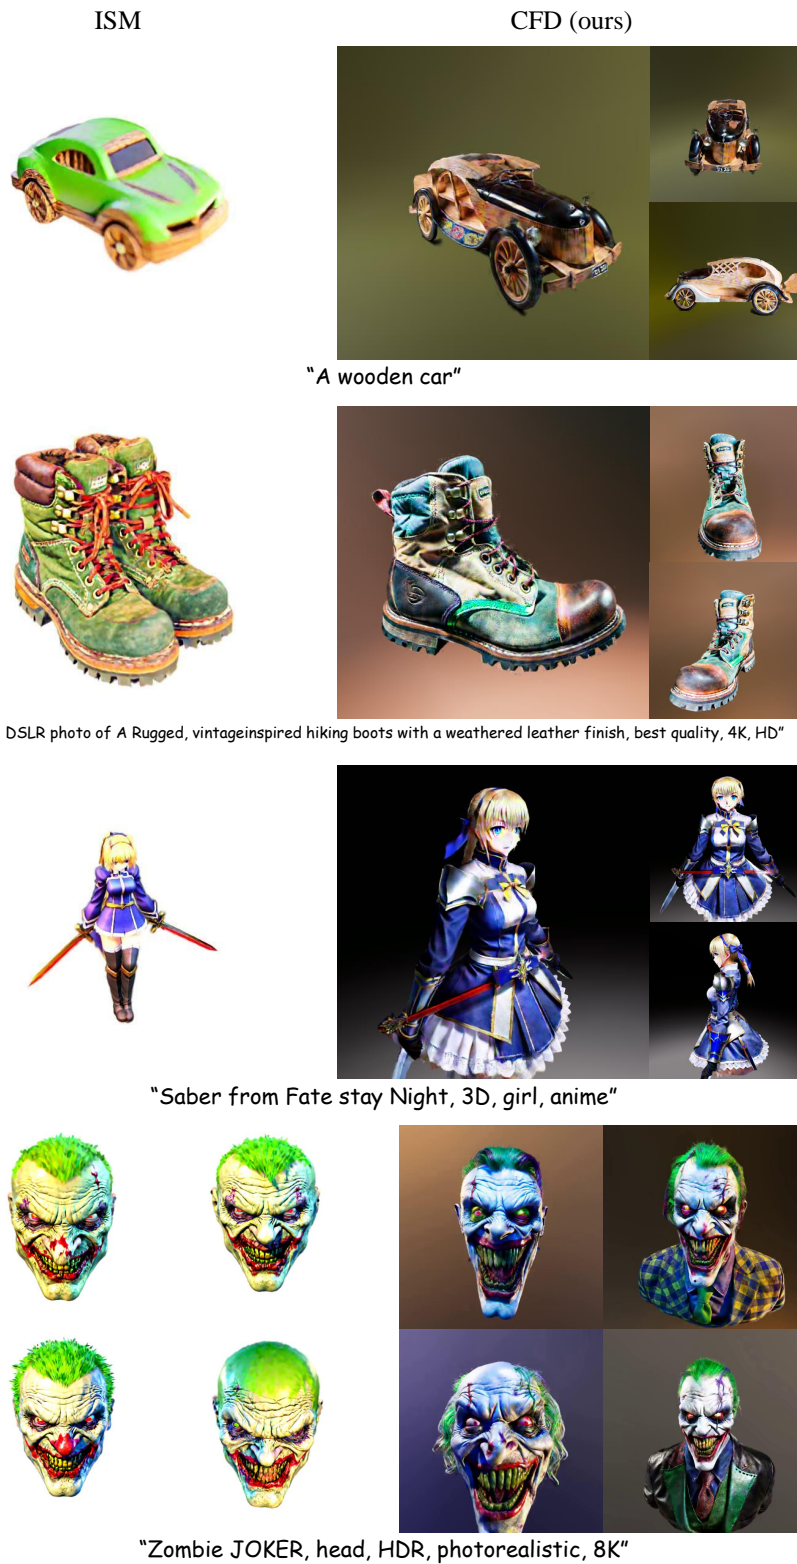 ISM
CFD (ours)
“A wooden car”
DSLR photo of A Rugged, vintageinspired hiking boots with a weathered leather finish, best quality, 4K, HD”
“Saber from Fate stay Night, 3D, girl, anime”
“Zombie JOKER, head, HDR, photorealistic, 8K”